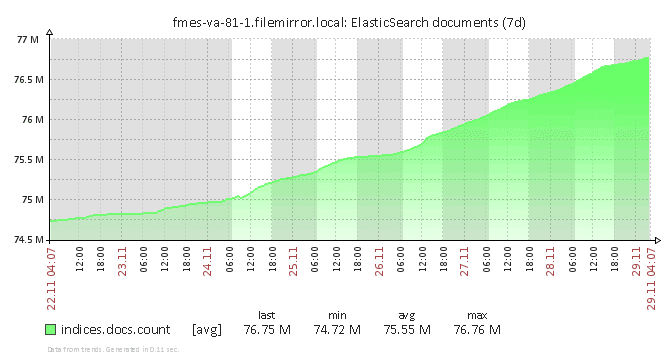 fmes-va-81-1.filemirror.local: ElasticSearch documents (7d)
77 M
76.5 M
76 M
75.5 M
75 M
74.5 M
22.11 04:07 12:00 18:00 23.11 06:00 12:00 18:00 24.11 06:00 12:00 18:00 25.11 06:00 12:00 18:00 26.11 06:00 12:00 18:00 27.11 06:00 12:00 18:00 28.11 06:00 12:00 18:00 29.11 29.11 04:07
last min avg max
indices.docs.count [avg] 76.75 M 74.72 M 75.55 M 76.76 M
Data from trends. Generated in 0.11 sec.